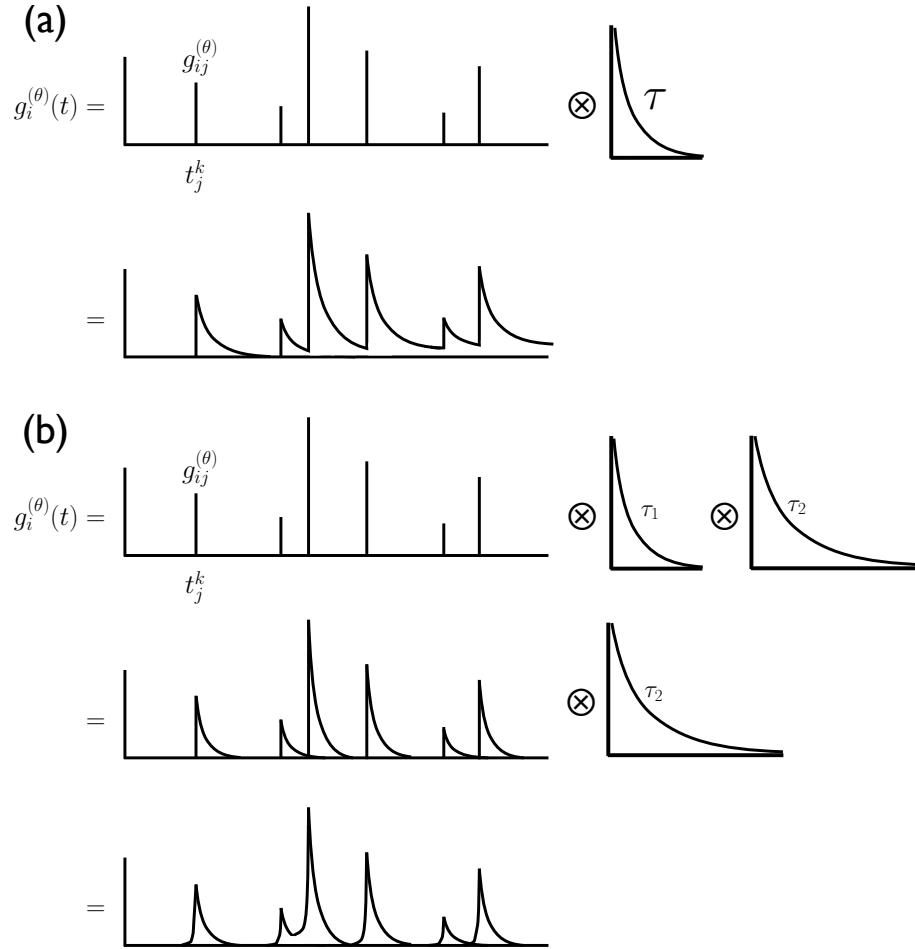 (a)
g_{ij}^{(θ)}
g_i^{(θ)}(t) = ⊗ τ
t_j^k
=
(b)
g_{ij}^{(θ)}
g_i^{(θ)}(t) = ⊗ τ_1 ⊗ τ_2
t_j^k
= ⊗ τ_2
=